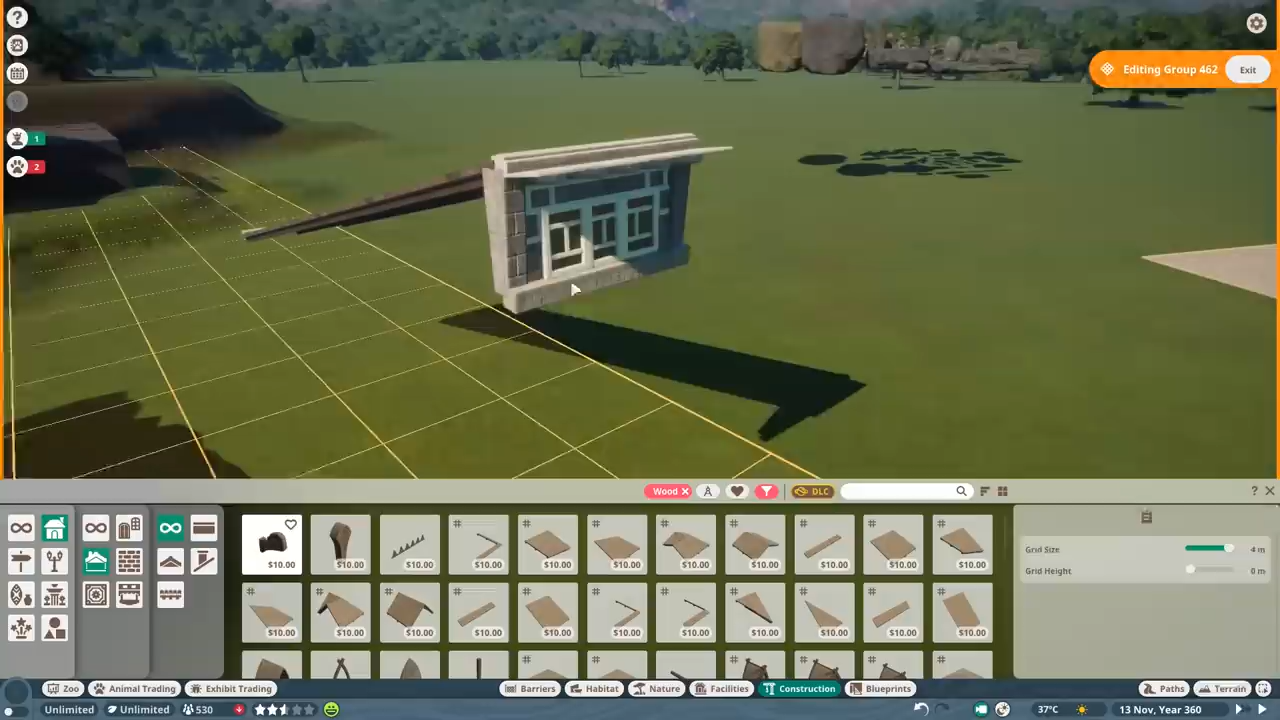 ?
Editing Group 462
Exit
1
2
Wood ×
DLC
? ×
$10.00 $10.00 $10.00 $10.00 $10.00 $10.00 $10.00 $10.00 $10.00 $10.00 $10.00
Grid Size 4 m
Grid Height 0 m
$10.00 $10.00 $10.00 $10.00 $10.00 $10.00 $10.00 $10.00 $10.00 $10.00 $10.00
Zoo Animal Trading Exhibit Trading Barriers Habitat Nature Facilities Construction Blueprints Paths Terrain
Unlimited Unlimited 530 37°C 13 Nov, Year 360